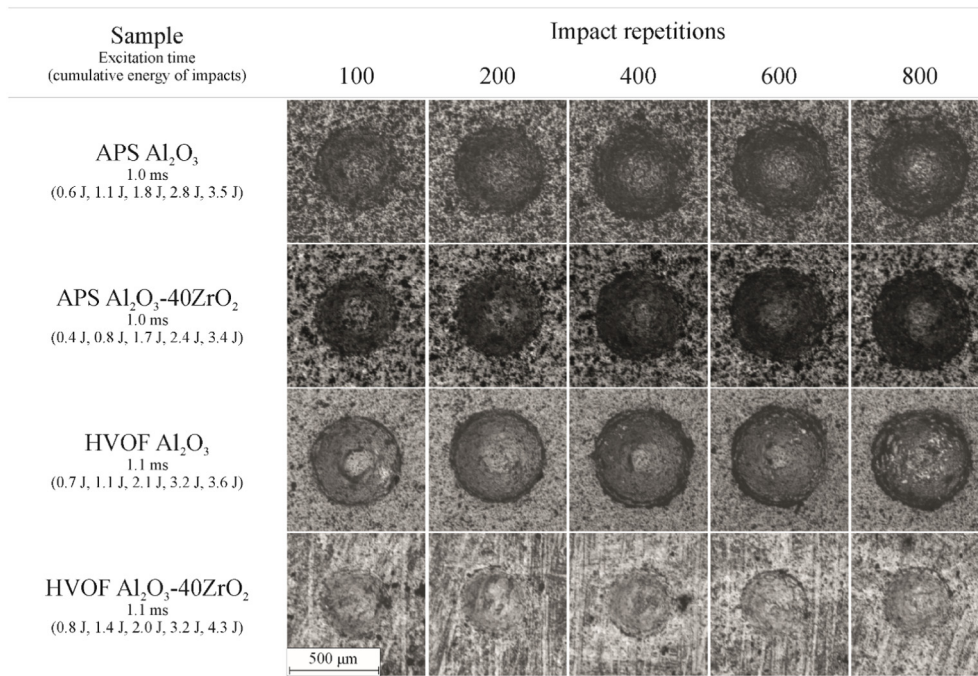 Sample
Excitation time
(cumulative energy of impacts)
Impact repetitions
100 200 400 600 800
APS Al₂O₃
1.0 ms
(0.6 J, 1.1 J, 1.8 J, 2.8 J, 3.5 J)
APS Al₂O₃-40ZrO₂
1.0 ms
(0.4 J, 0.8 J, 1.7 J, 2.4 J, 3.4 J)
HVOF Al₂O₃
1.1 ms
(0.7 J, 1.1 J, 2.1 J, 3.2 J, 3.6 J)
HVOF Al₂O₃-40ZrO₂
1.1 ms
(0.8 J, 1.4 J, 2.0 J, 3.2 J, 4.3 J)
500 μm